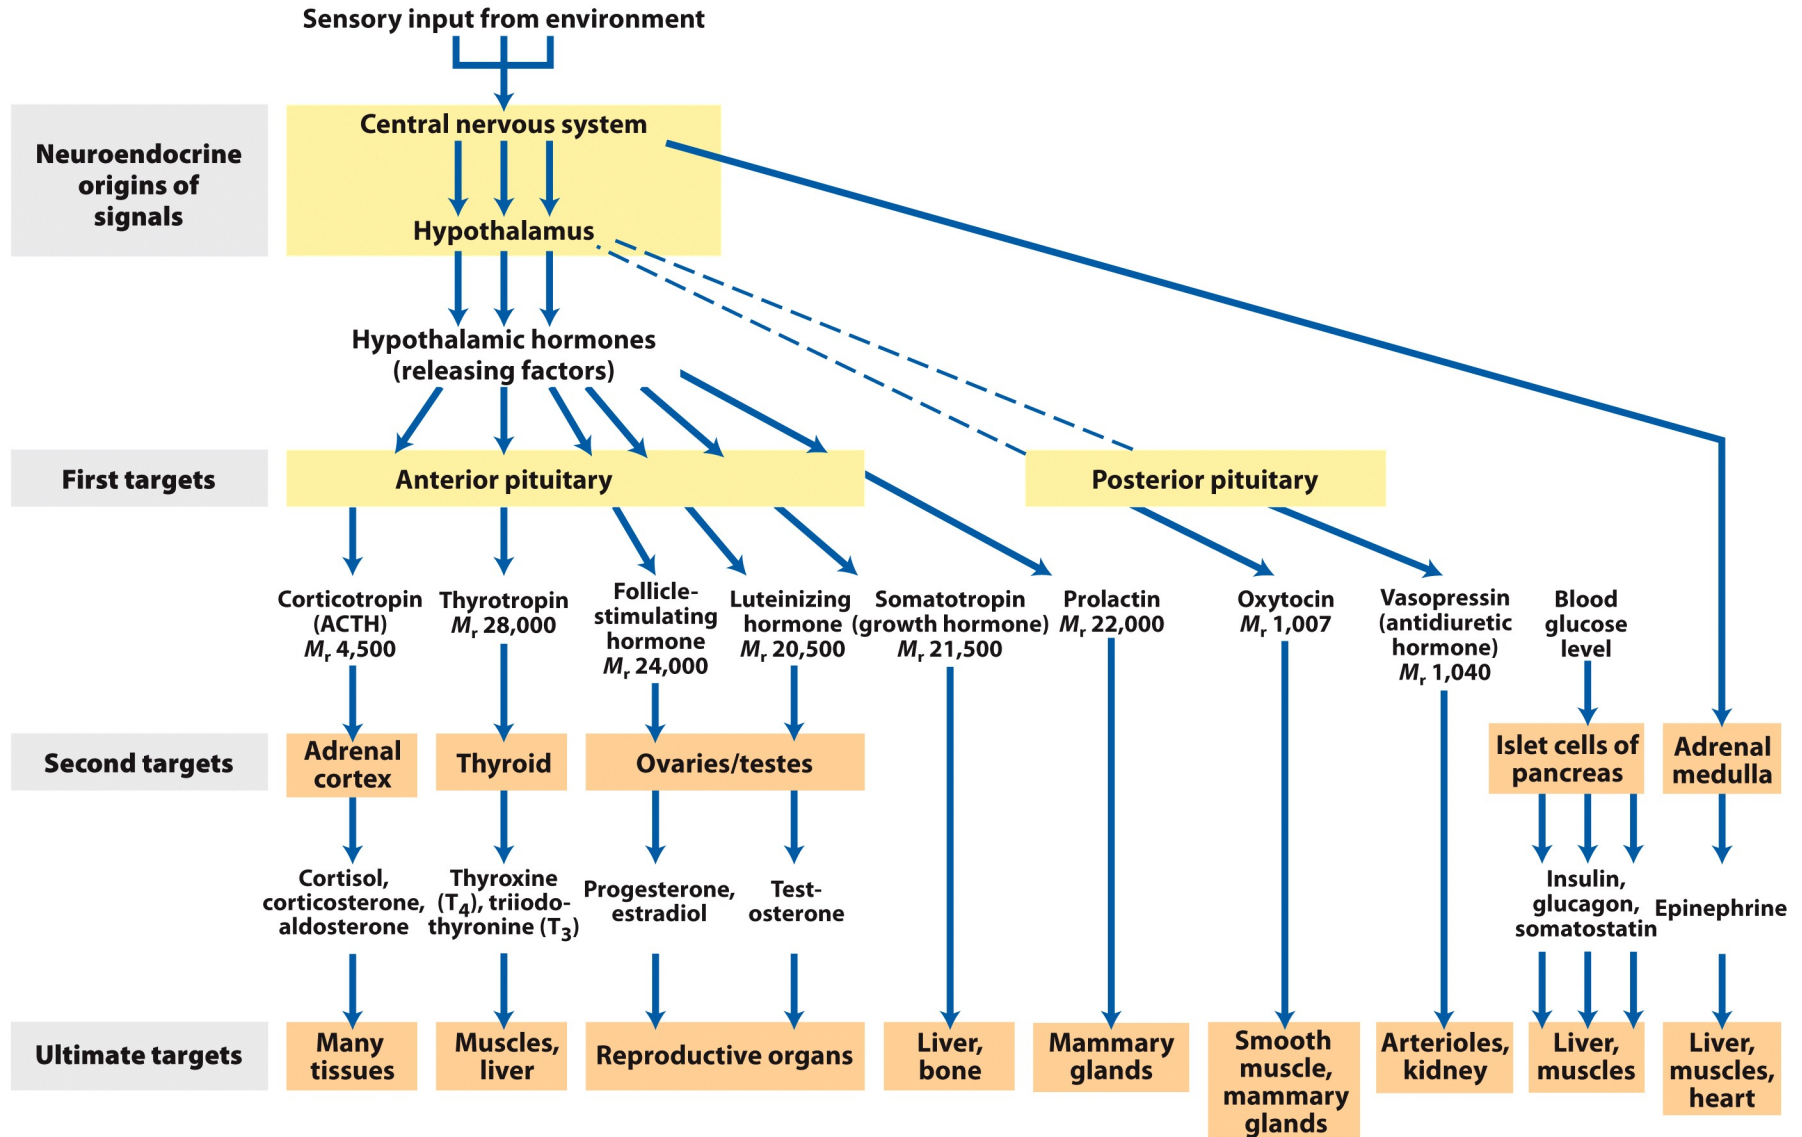 Sensory input from environment
Neuroendocrine
origins of
signals
Central nervous system
Hypothalamus
Hypothalamic hormones
(releasing factors)
First targets
Anterior pituitary
Posterior pituitary
Corticotropin
(ACTH)
Mr 4,500
Thyrotropin
Mr 28,000
Follicle-
stimulating
hormone
Mr 24,000
Luteinizing
hormone
Mr 20,500
Somatotropin
(growth hormone)
Mr 21,500
Prolactin
Mr 22,000
Oxytocin
Mr 1,007
Vasopressin
(antidiuretic
hormone)
Mr 1,040
Blood
glucose
level
Second targets
Adrenal
cortex
Thyroid
Ovaries/testes
Islet cells of
pancreas
Adrenal
medulla
Cortisol,
corticosterone,
aldosterone
Thyroxine
(T4), triiodo-
thyronine (T3)
Progesterone,
estradiol
Test-
osterone
Insulin,
glucagon,
somatostatin
Epinephrine
Ultimate targets
Many
tissues
Muscles,
liver
Reproductive organs
Liver,
bone
Mammary
glands
Smooth
muscle,
mammary
glands
Arterioles,
kidney
Liver,
muscles
Liver,
muscles,
heart